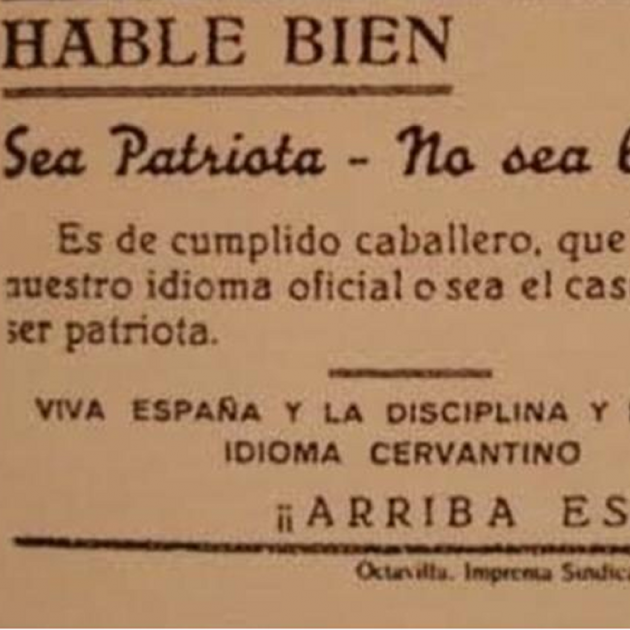 HABLE BIEN
Sea Patriota - No sea
Es de cumplido caballero, que
nuestro idioma oficial o sea el cas
ser patriota.
VIVA ESPAÑA Y LA DISCIPLINA Y
IDIOMA CERVANTINO
¡¡ARRIBA ES
Octavilla. Imprenta Sindica